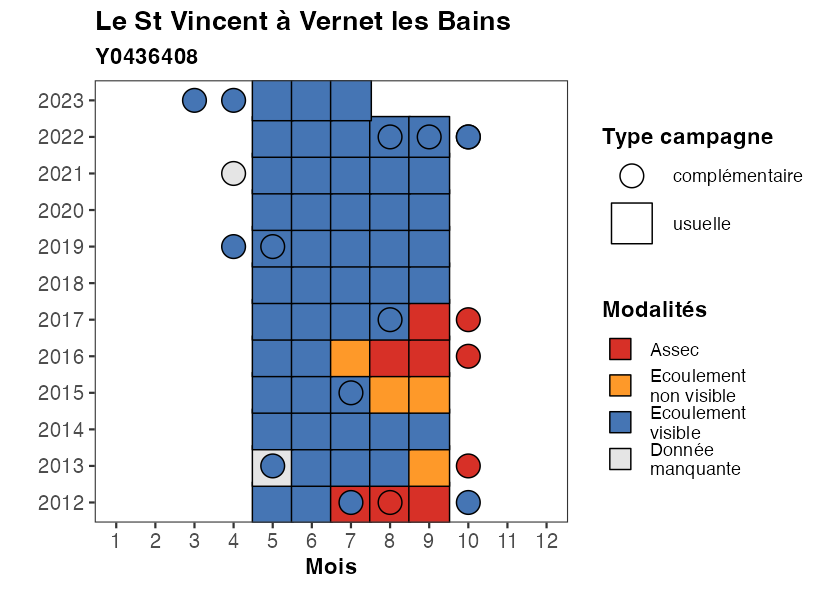 Le St Vincent à Vernet les Bains
Y0436408
2023
2022
2021
2020
2019
2018
2017
2016
2015
2014
2013
2012
1 2 3 4 5 6 7 8 9 10 11 12
Mois
Type campagne
complémentaire
usuelle
Modalités
Assec
Ecoulement
non visible
Ecoulement
visible
Donnée
manquante